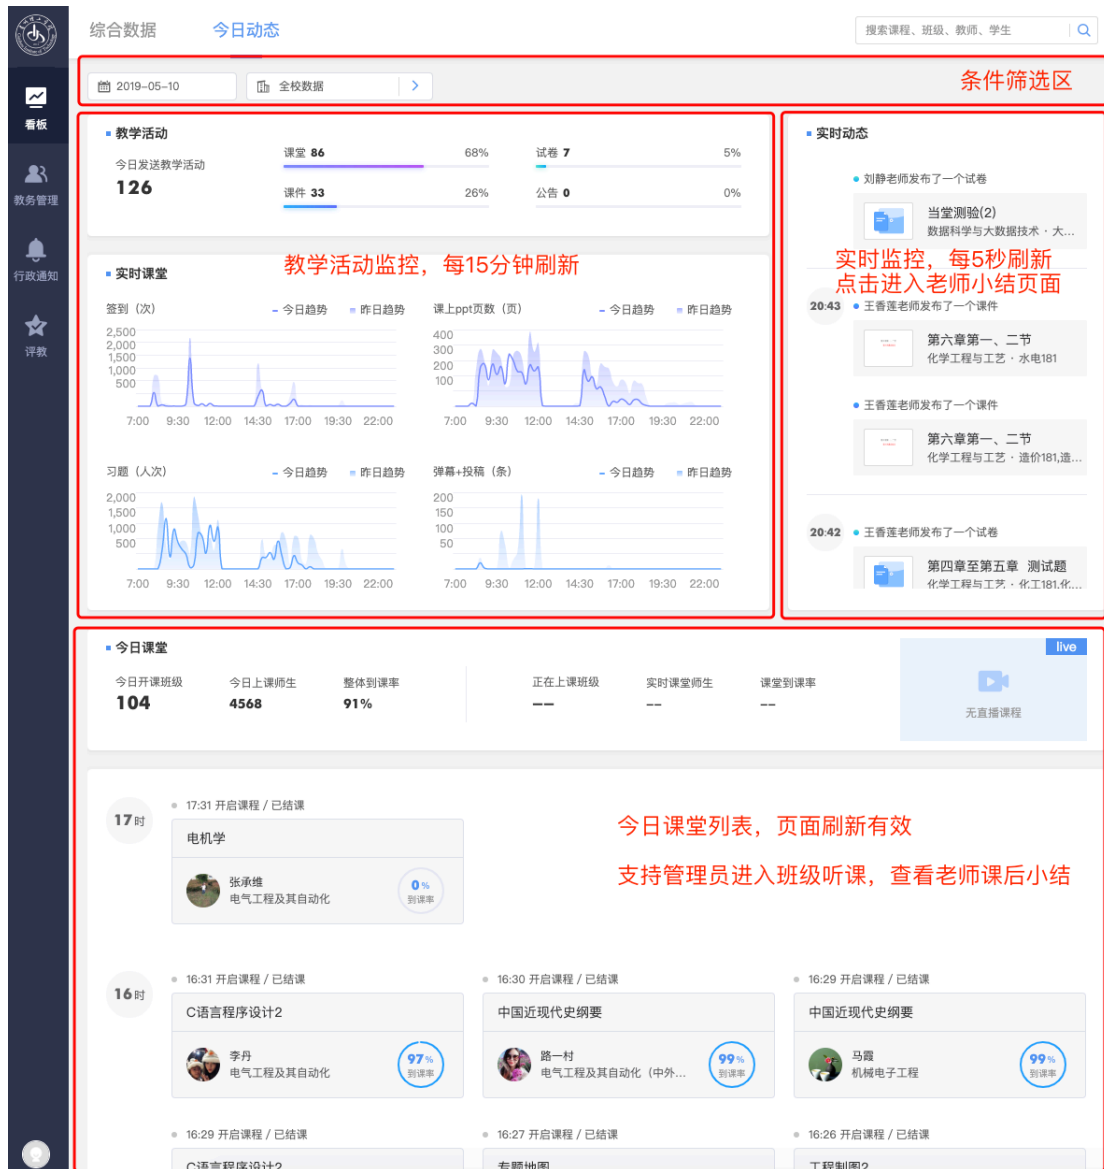 综合数据 今日动态 搜索课程、班级、教师、学生
2019-05-10 全校数据 条件筛选区
看板
教务管理
行政通知
评教
教学活动
今日发送教学活动
126
课堂 86 68% 试卷 7 5%
课件 33 26% 公告 0 0%
实时课堂
教学活动监控，每15分钟刷新
签到（次） 今日趋势 昨日趋势
2,500
2,000
1,500
1,000
500
7:00 9:30 12:00 14:30 17:00 19:30 22:00
课上ppt页数（页） 今日趋势 昨日趋势
400
300
200
100
7:00 9:30 12:00 14:30 17:00 19:30 22:00
习题（人次） 今日趋势 昨日趋势
2,000
1,500
1,000
500
7:00 9:30 12:00 14:30 17:00 19:30 22:00
弹幕+投稿（条） 今日趋势 昨日趋势
200
150
100
50
7:00 9:30 12:00 14:30 17:00 19:30 22:00
实时动态
刘静老师发布了一个试卷
当堂测验(2)
数据科学与大数据技术 · 大...
实时监控，每5秒刷新
点击进入老师小结页面
20:43 王香莲老师发布了一个课件
第六章第一、二节
化学工程与工艺 · 水电181
王香莲老师发布了一个课件
第六章第一、二节
化学工程与工艺 · 造价181,造...
20:42 王香莲老师发布了一个试卷
第四章至第五章 测试题
化学工程与工艺 · 化工181,化...
今日课堂
今日开课班级 今日上课师生 整体到课率 正在上课班级 实时课堂师生 课堂到课率
104 4568 91% -- -- --
live
无直播课程
17时
17:31 开启课程 / 已结课
电机学
张承维
电气工程及其自动化
0%
到课率
今日课堂列表，页面刷新有效
支持管理员进入班级听课，查看老师课后小结
16时
16:31 开启课程 / 已结课
C语言程序设计2
李丹
电气工程及其自动化
97%
到课率
16:30 开启课程 / 已结课
中国近现代史纲要
路一村
电气工程及其自动化（中外...
99%
到课率
16:29 开启课程 / 已结课
中国近现代史纲要
马霞
机械电子工程
99%
到课率
16:29 开启课程 / 已结课
C语言程序设计2
16:27 开启课程 / 已结课
专题地图
16:26 开启课程 / 已结课
工程制图2